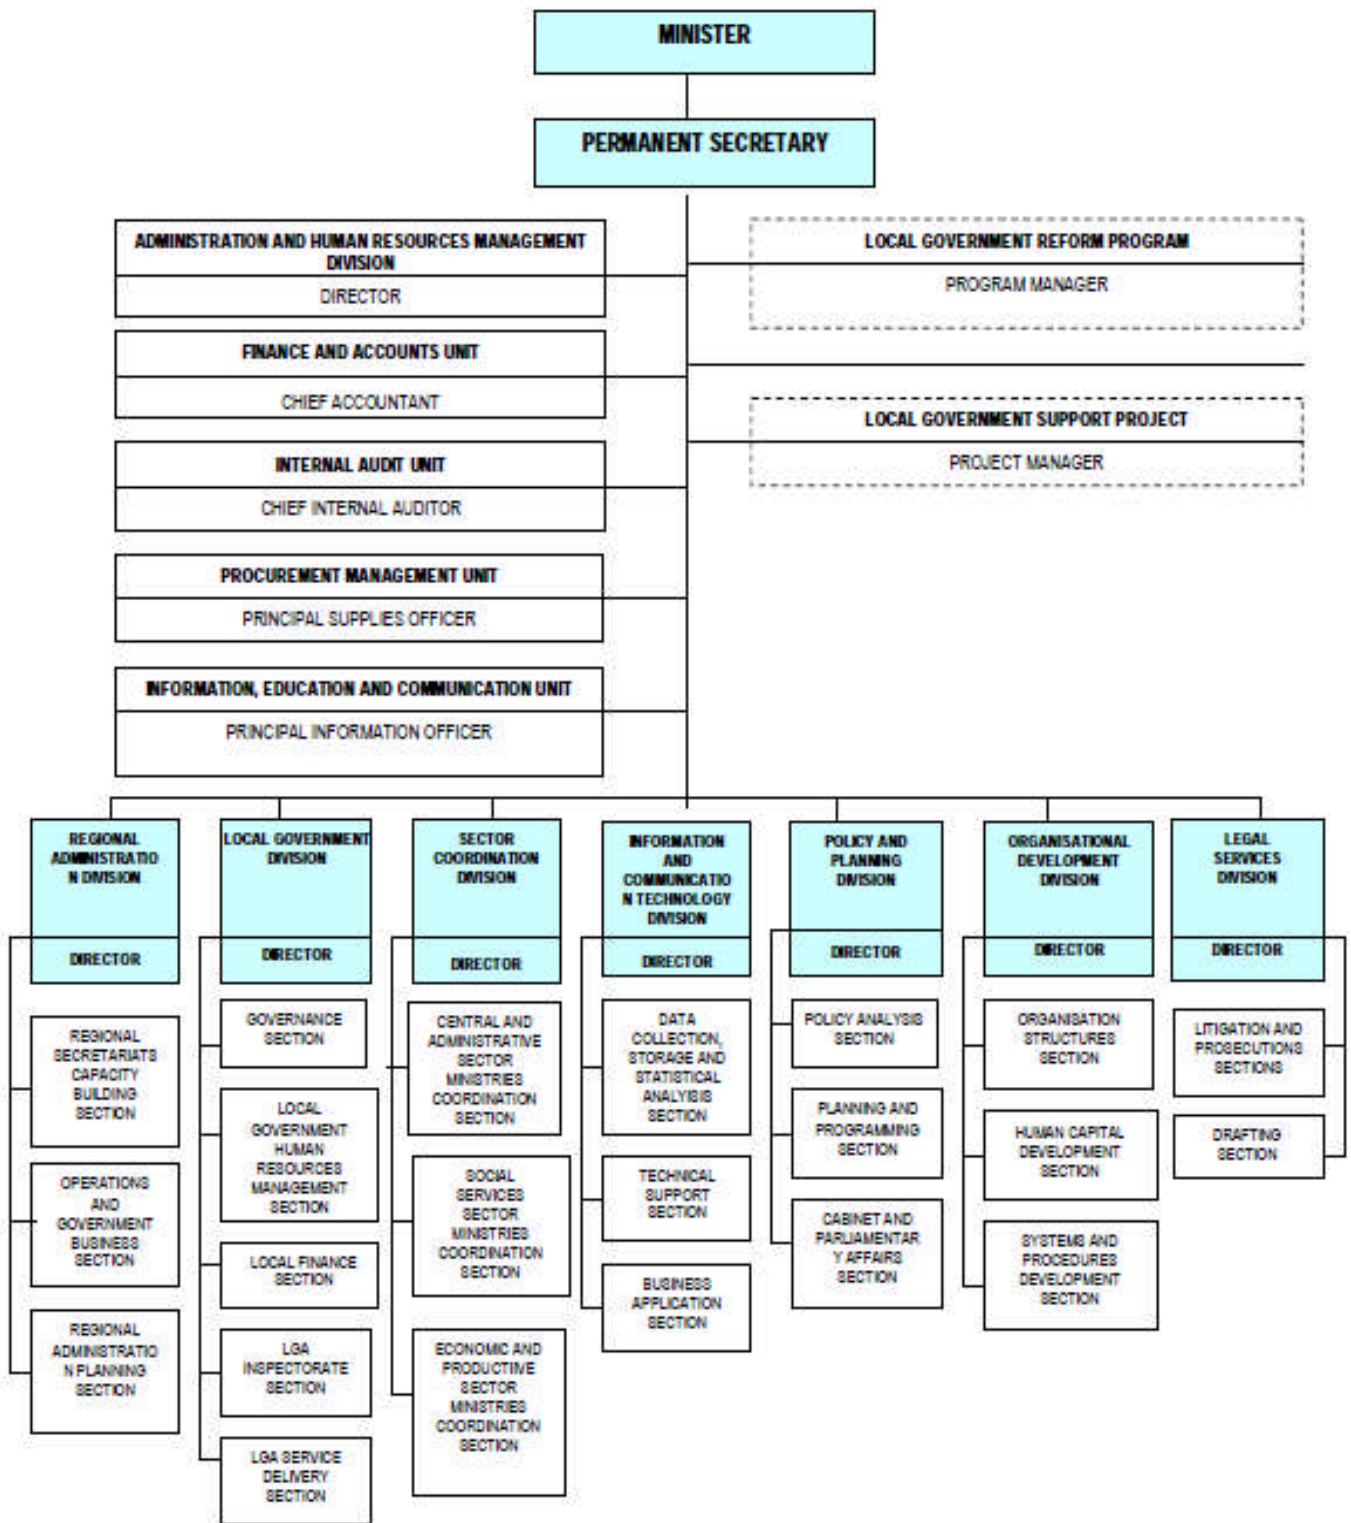 MINISTER
PERMANENT SECRETARY
ADMINISTRATION AND HUMAN RESOURCES MANAGEMENT
DIVISION
DIRECTOR
LOCAL GOVERNMENT REFORM PROGRAM
PROGRAM MANAGER
FINANCE AND ACCOUNTS UNIT
CHIEF ACCOUNTANT
LOCAL GOVERNMENT SUPPORT PROJECT
PROJECT MANAGER
INTERNAL AUDIT UNIT
CHIEF INTERNAL AUDITOR
PROCUREMENT MANAGEMENT UNIT
PRINCIPAL SUPPLIES OFFICER
INFORMATION, EDUCATION AND COMMUNICATION UNIT
PRINCIPAL INFORMATION OFFICER
REGIONAL
ADMINISTRATIO
N DIVISION
DIRECTOR
REGIONAL
SECRETARIATS
CAPACITY
BUILDING
SECTION
OPERATIONS
AND
GOVERNMENT
BUSINESS
SECTION
REGIONAL
ADMINISTRATIO
N PLANNING
SECTION
LOCAL GOVERNMENT
DIVISION
DIRECTOR
GOVERNANCE
SECTION
LOCAL
GOVERNMENT
HUMAN
RESOURCES
MANAGEMENT
SECTION
LOCAL FINANCE
SECTION
LGA
INSPECTORATE
SECTION
LGA SERVICE
DELIVERY
SECTION
SECTOR
COORDINATION
DIVISION
DIRECTOR
CENTRAL AND
ADMINISTRATIVE
SECTOR
MINISTRIES
COORDINATION
SECTION
SOCIAL
SERVICES
SECTOR
MINISTRIES
COORDINATION
SECTION
ECONOMIC AND
PRODUCTIVE
SECTOR
MINISTRIES
COORDINATION
SECTION
INFORMATION
AND
COMMUNICATIO
N TECHNOLOGY
DIVISION
DIRECTOR
DATA
COLLECTION,
STORAGE AND
STATISTICAL
ANALYISIS
SECTION
TECHNICAL
SUPPORT
SECTION
BUSINESS
APPLICATION
SECTION
POLICY AND
PLANNING
DIVISION
DIRECTOR
POLICY ANALYSIS
SECTION
PLANNING AND
PROGRAMMING
SECTION
CABINET AND
PARLIAMENTAR
Y AFFAIRS
SECTION
ORGANISATIONAL
DEVELOPMENT
DIVISION
DIRECTOR
ORGANISATION
STRUCTURES
SECTION
HUMAN CAPITAL
DEVELOPMENT
SECTION
SYSTEMS AND
PROCEDURES
DEVELOPMENT
SECTION
LEGAL
SERVICES
DIVISION
DIRECTOR
LITIGATION AND
PROSECUTIONS
SECTIONS
DRAFTING
SECTION